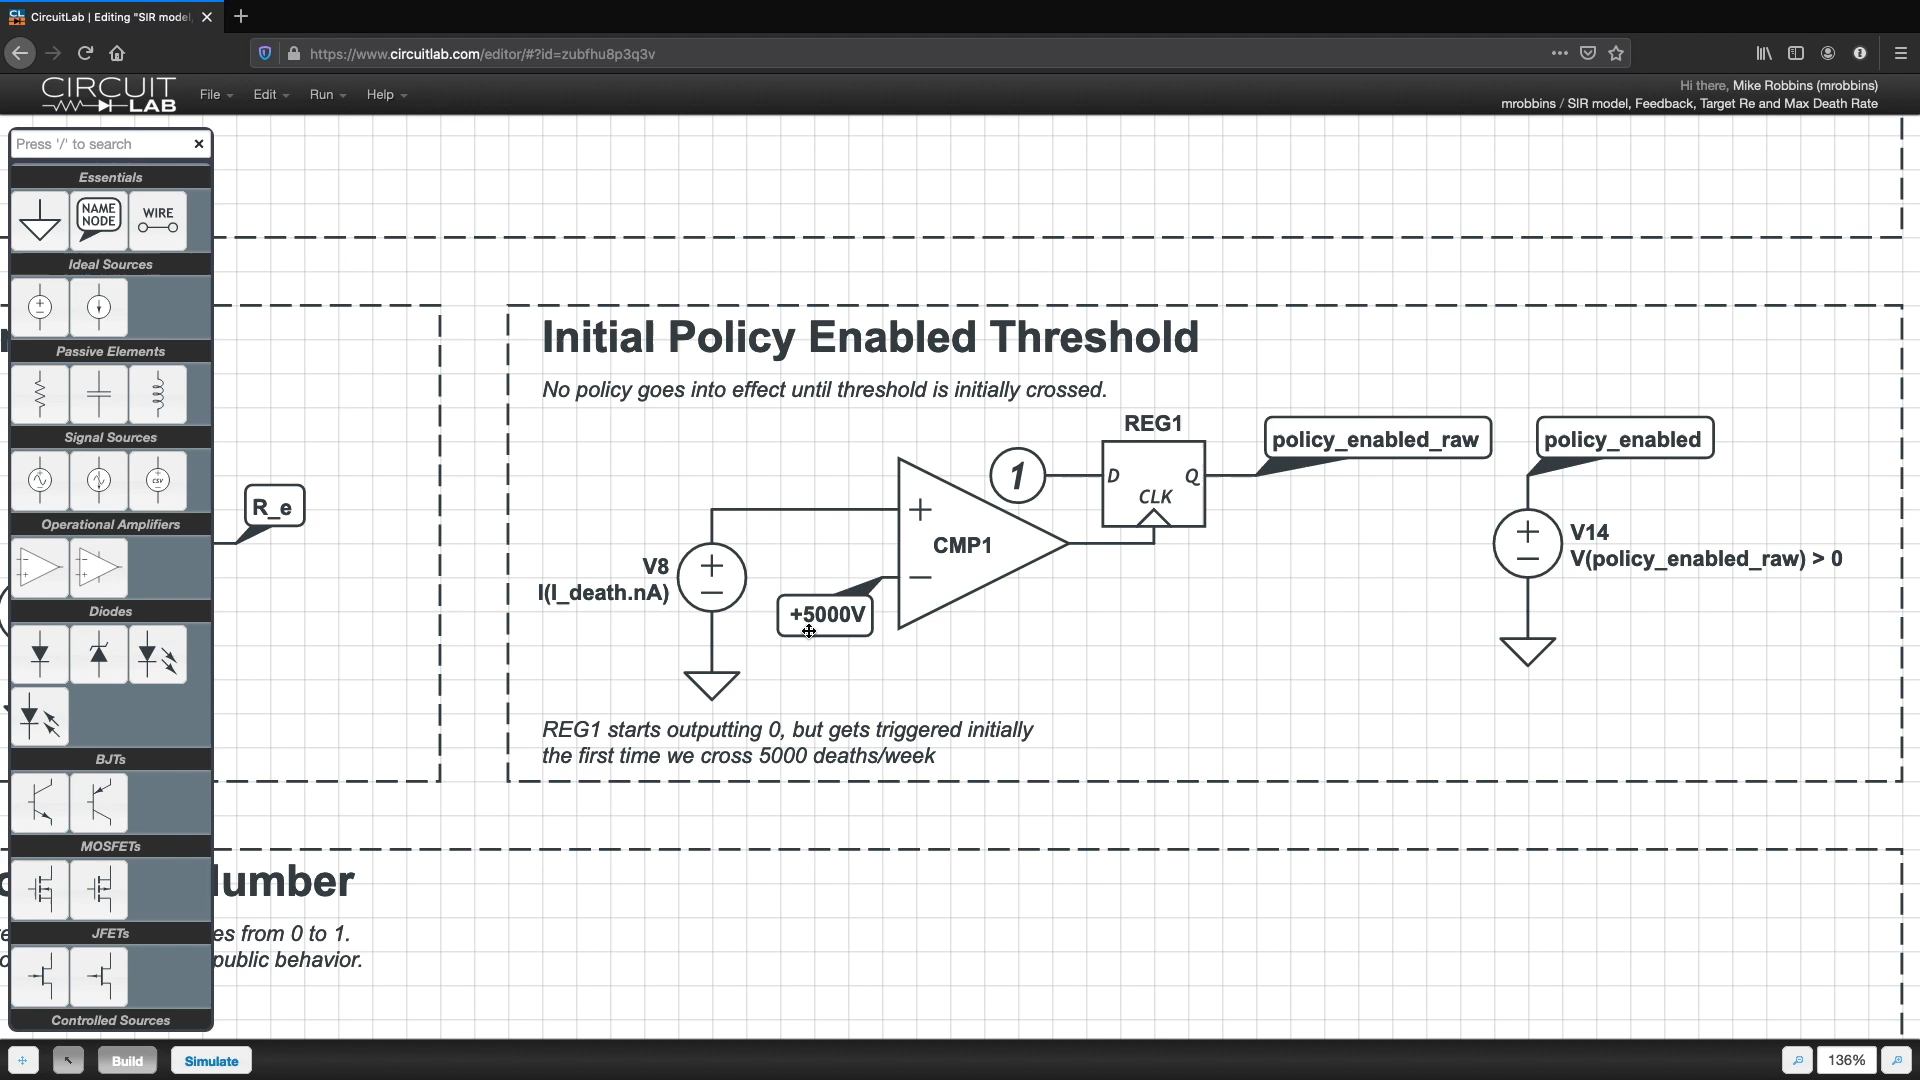 CircuitLab | Editing "SIR model,
https://www.circuitlab.com/editor/#?id=zubfhu8p3q3v
CIRCUIT
LAB
File
Edit
Run
Help
Hi there, Mike Robbins (mrobbins)
mrobbins / SIR model, Feedback, Target Re and Max Death Rate
Press '/' to search
Essentials
NAME
NODE
WIRE
Ideal Sources
Passive Elements
Signal Sources
csv
Operational Amplifiers
Diodes
BJTs
MOSFETs
JFETs
Controlled Sources
R_e
Initial Policy Enabled Threshold
No policy goes into effect until threshold is initially crossed.
REG1
policy_enabled_raw
policy_enabled
1
D
Q
CLK
CMP1
V8
I(I_death.nA)
+5000V
V14
V(policy_enabled_raw) > 0
REG1 starts outputting 0, but gets triggered initially
the first time we cross 5000 deaths/week
umber
es from 0 to 1.
public behavior.
Build
Simulate
136%